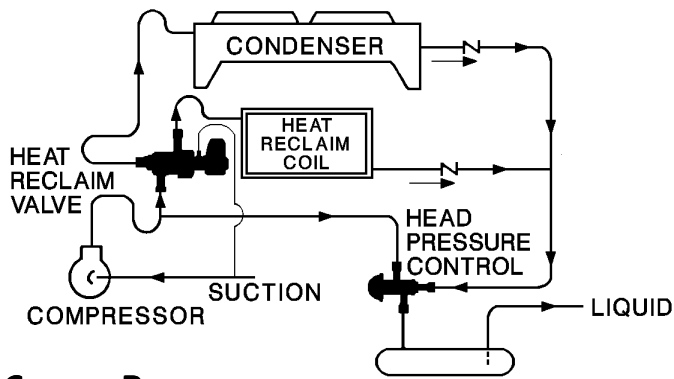 CONDENSER
HEAT
RECLAIM
COIL
HEAT
RECLAIM
VALVE
HEAD
PRESSURE
CONTROL
SUCTION
COMPRESSOR
LIQUID